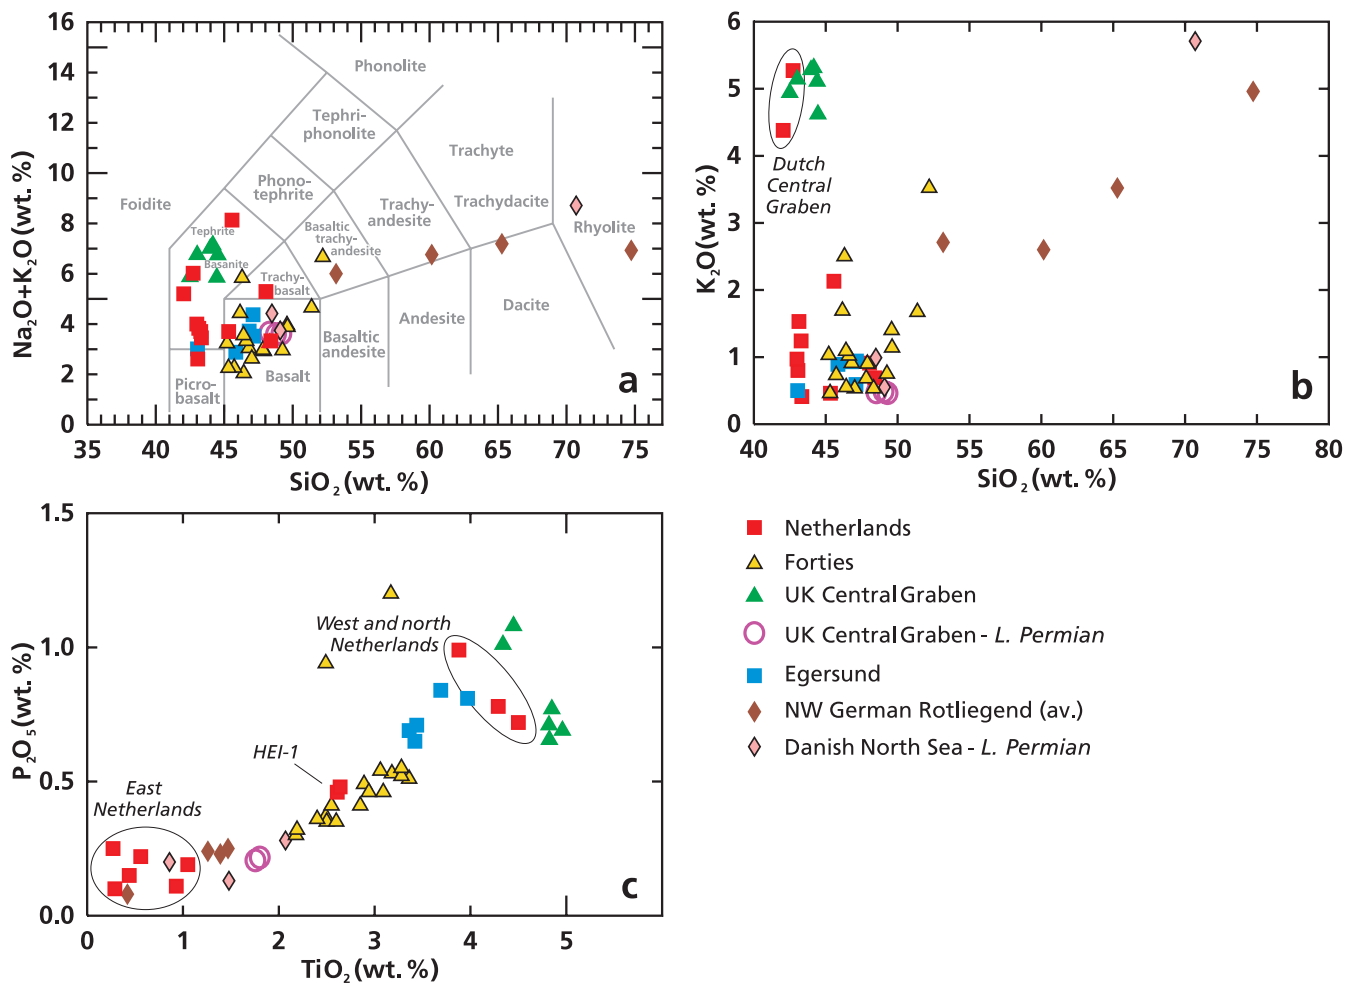 16
14
12
10
8
6
4
2
0
Na₂O+K₂O (wt. %)
Phonolite
Tephri-
phonolite
Trachyte
Phono-
tephrite
Foidite
Trachy-
andesite
Trachydacite
Tephrite
Basaltic
trachy-
andesite
Rhyolite
Basanite
Trachy-
basalt
Dacite
Andesite
Basaltic
andesite
Basalt
Picro-
basalt
a
35 40 45 50 55 60 65 70 75
SiO₂ (wt. %)
6
5
4
3
2
1
0
K₂O (wt. %)
Dutch
Central
Graben
b
40 45 50 55 60 65 70 75 80
SiO₂ (wt. %)
1.5
1.0
0.5
0.0
P₂O₅ (wt. %)
West and north
Netherlands
HEI-1
East
Netherlands
c
0 1 2 3 4 5
TiO₂ (wt. %)
Netherlands
Forties
UK Central Graben
UK Central Graben - L. Permian
Egersund
NW German Rotliegend (av.)
Danish North Sea - L. Permian